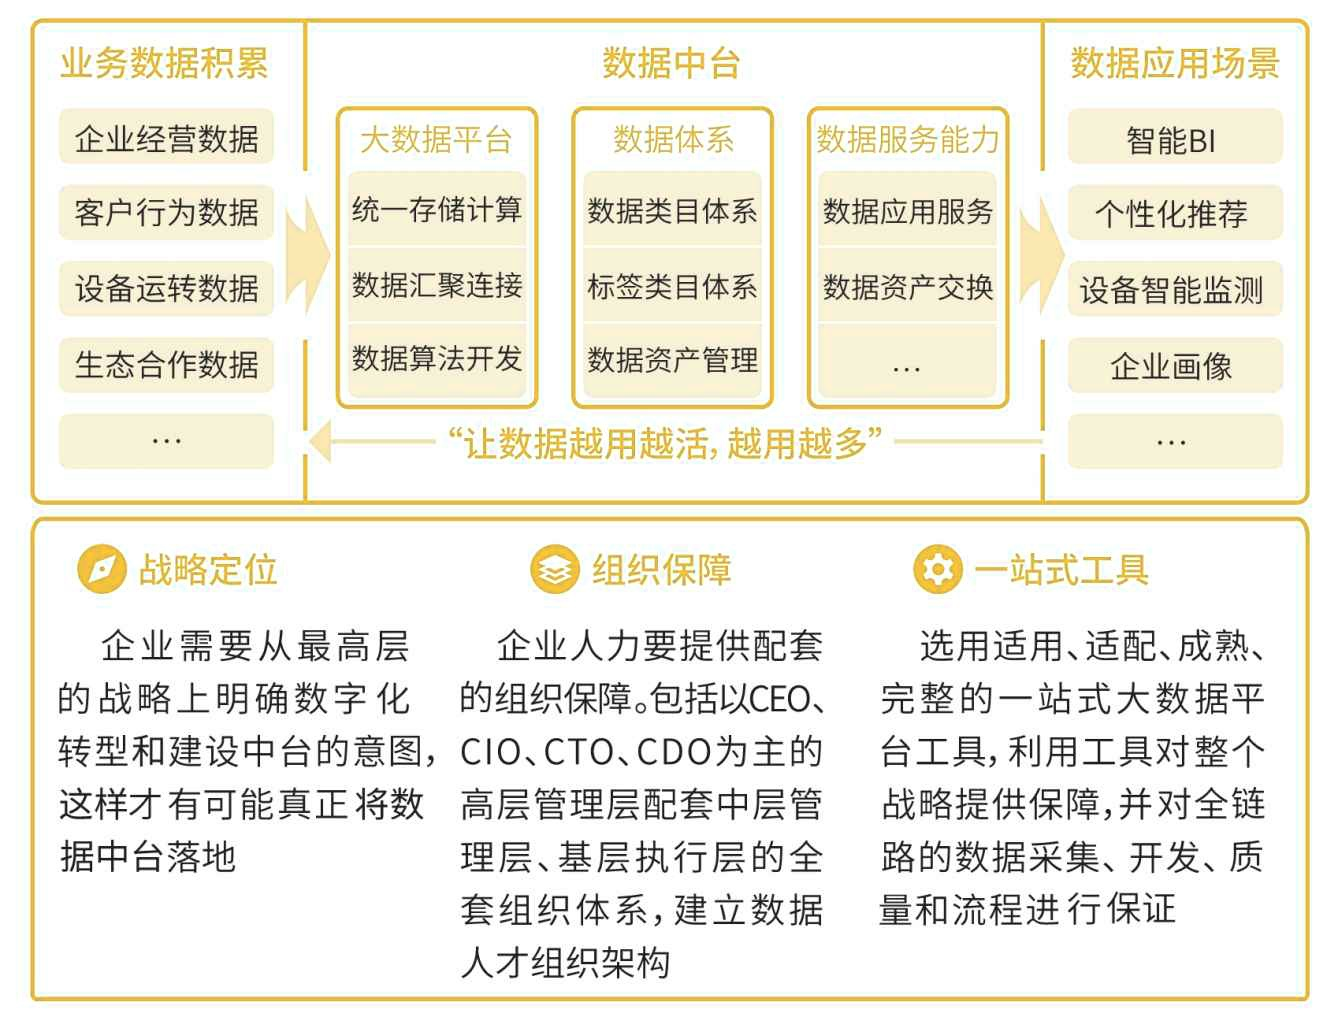 业务数据积累
企业经营数据
客户行为数据
设备运转数据
生态合作数据
…
数据中台
大数据平台
统一存储计算
数据汇聚连接
数据算法开发
数据体系
数据类目体系
标签类目体系
数据资产管理
数据服务能力
数据应用服务
数据资产交换
…
“让数据越用越活，越用越多”
数据应用场景
智能BI
个性化推荐
设备智能监测
企业画像
…
战略定位
企业需要从最高层
的战略上明确数字化
转型和建设中台的意图，
这样才有可能真正将数
据中台落地
组织保障
企业人力要提供配套
的组织保障。包括以CEO、
CIO、CTO、CDO为主的
高层管理层配套中层管
理层、基层执行层的全
套组织体系，建立数据
人才组织架构
一站式工具
选用适用、适配、成熟、
完整的一站式大数据平
台工具，利用工具对整个
战略提供保障，并对全链
路的数据采集、开发、质
量和流程进行保证